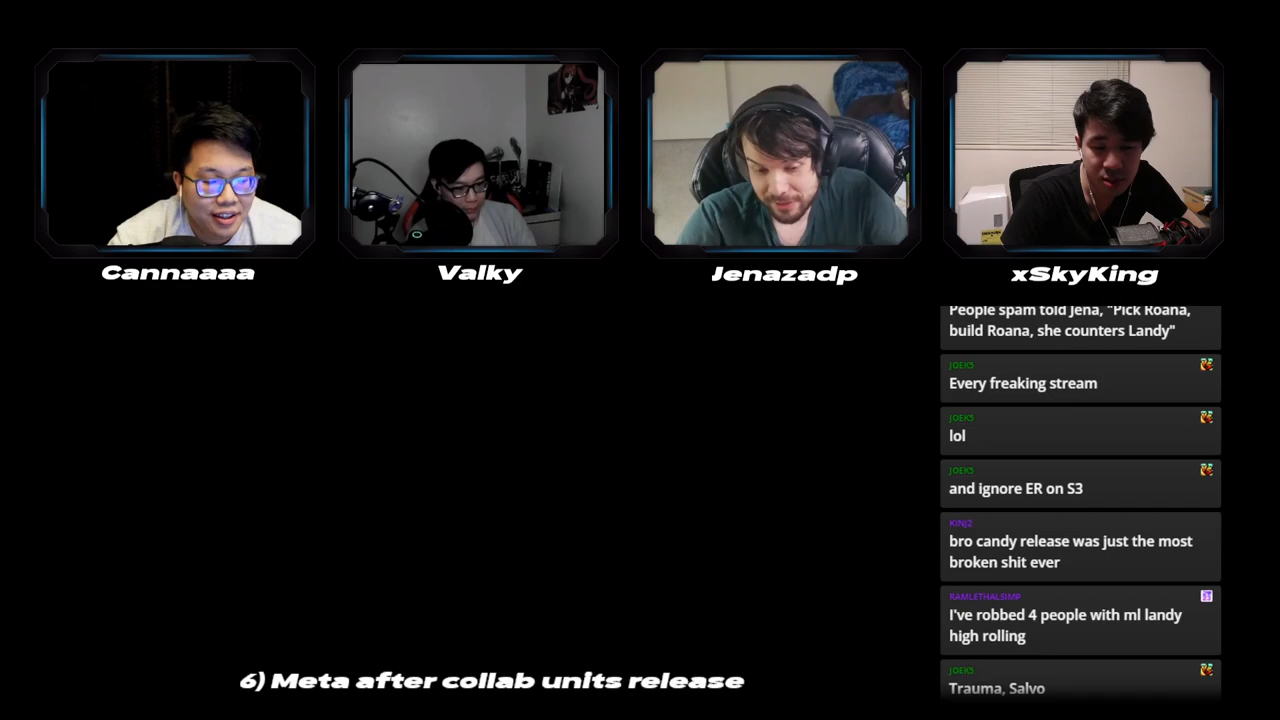 Cannaaaa
Valky
Jenazadp
xSkyKing
People spam told Jena, "Pick Roana,
build Roana, she counters Landy"
JOEK5
Every freaking stream
JOEK5
lol
JOEK5
and ignore ER on S3
KINJ2
bro candy release was just the most
broken shit ever
RAMLETHALSIMP
I've robbed 4 people with ml landy
high rolling
JOEK5
Trauma, Salvo
6) Meta after collab units release